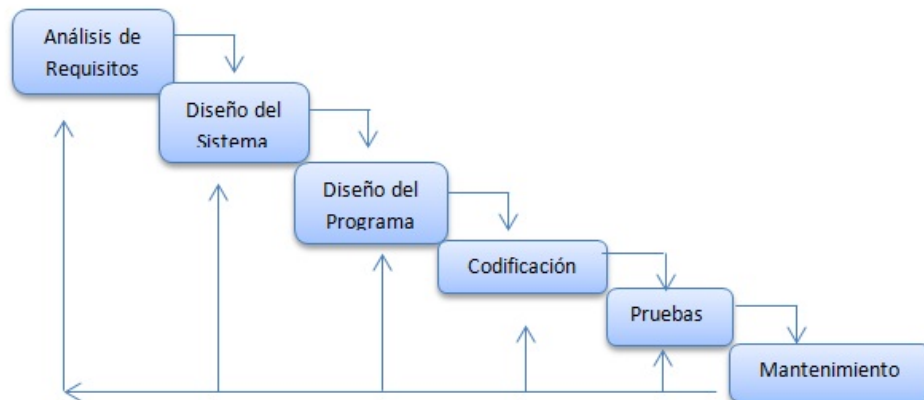 Análisis de
Requisitos
Diseño del
Sistema
Diseño del
Programa
Codificación
Pruebas
Mantenimiento